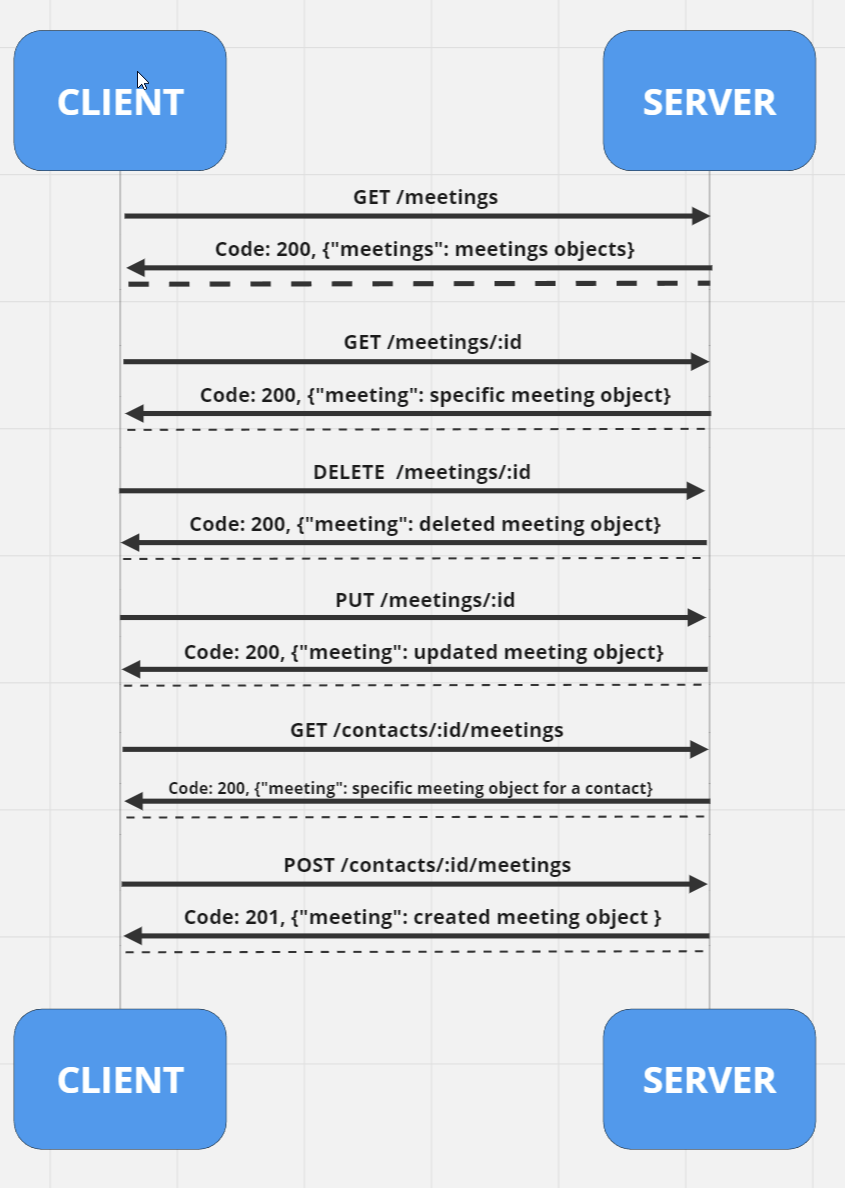 CLIENT
SERVER
GET /meetings
Code: 200, {"meetings": meetings objects}
GET /meetings/:id
Code: 200, {"meeting": specific meeting object}
DELETE  /meetings/:id
Code: 200, {"meeting": deleted meeting object}
PUT /meetings/:id
Code: 200, {"meeting": updated meeting object}
GET /contacts/:id/meetings
Code: 200, {"meeting": specific meeting object for a contact}
POST /contacts/:id/meetings
Code: 201, {"meeting": created meeting object }
CLIENT
SERVER